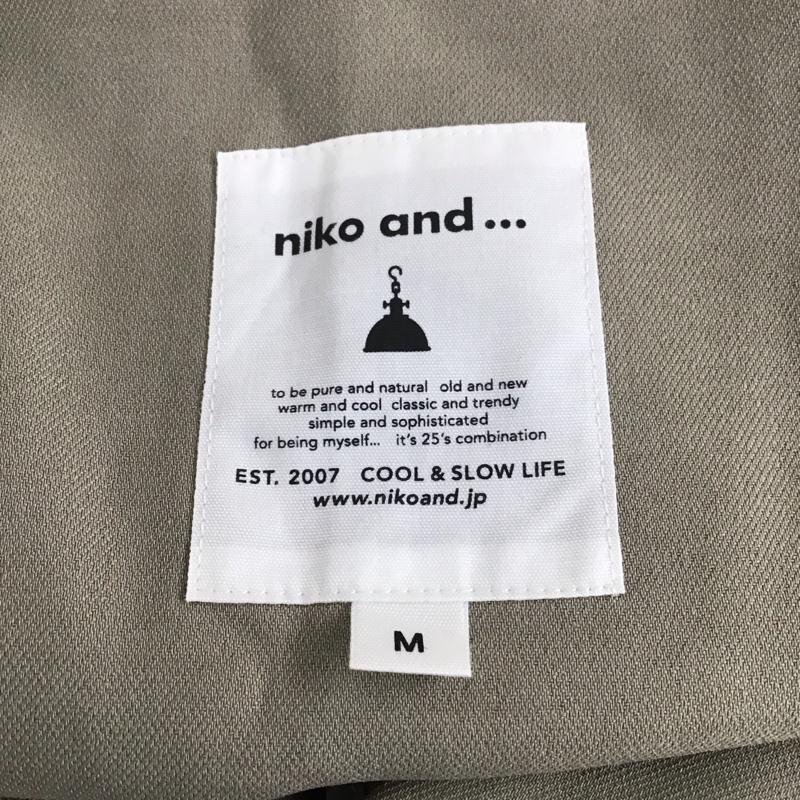 niko and ...
to be pure and natural old and new
warm and cool classic and trendy
simple and sophisticated
for being myself... it's 25's combination
EST. 2007 COOL & SLOW LIFE
www.nikoand.jp
M